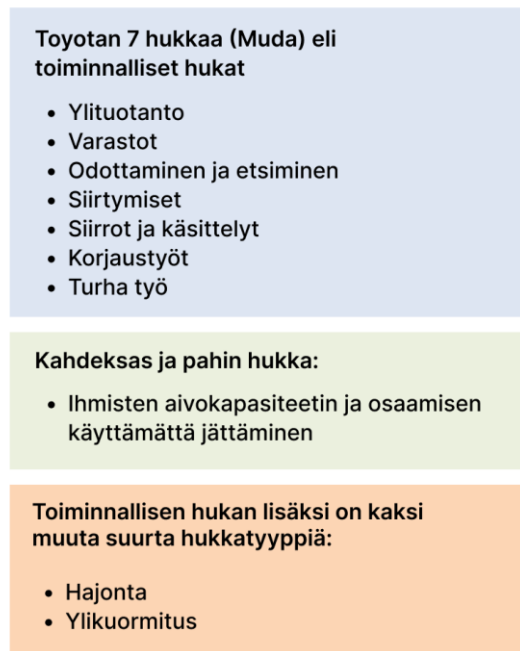 Toyotan 7 hukkaa (Muda) eli
toiminnalliset hukat
• Ylituotanto
• Varastot
• Odottaminen ja etsiminen
• Siirtymiset
• Siirrot ja käsittelyt
• Korjaustyöt
• Turha työ
Kahdeksas ja pahin hukka:
• Ihmisten aivokapasiteetin ja osaamisen
käyttämättä jättäminen
Toiminnallisen hukan lisäksi on kaksi
muuta suurta hukkatyyppiä:
• Hajonta
• Ylikuormitus